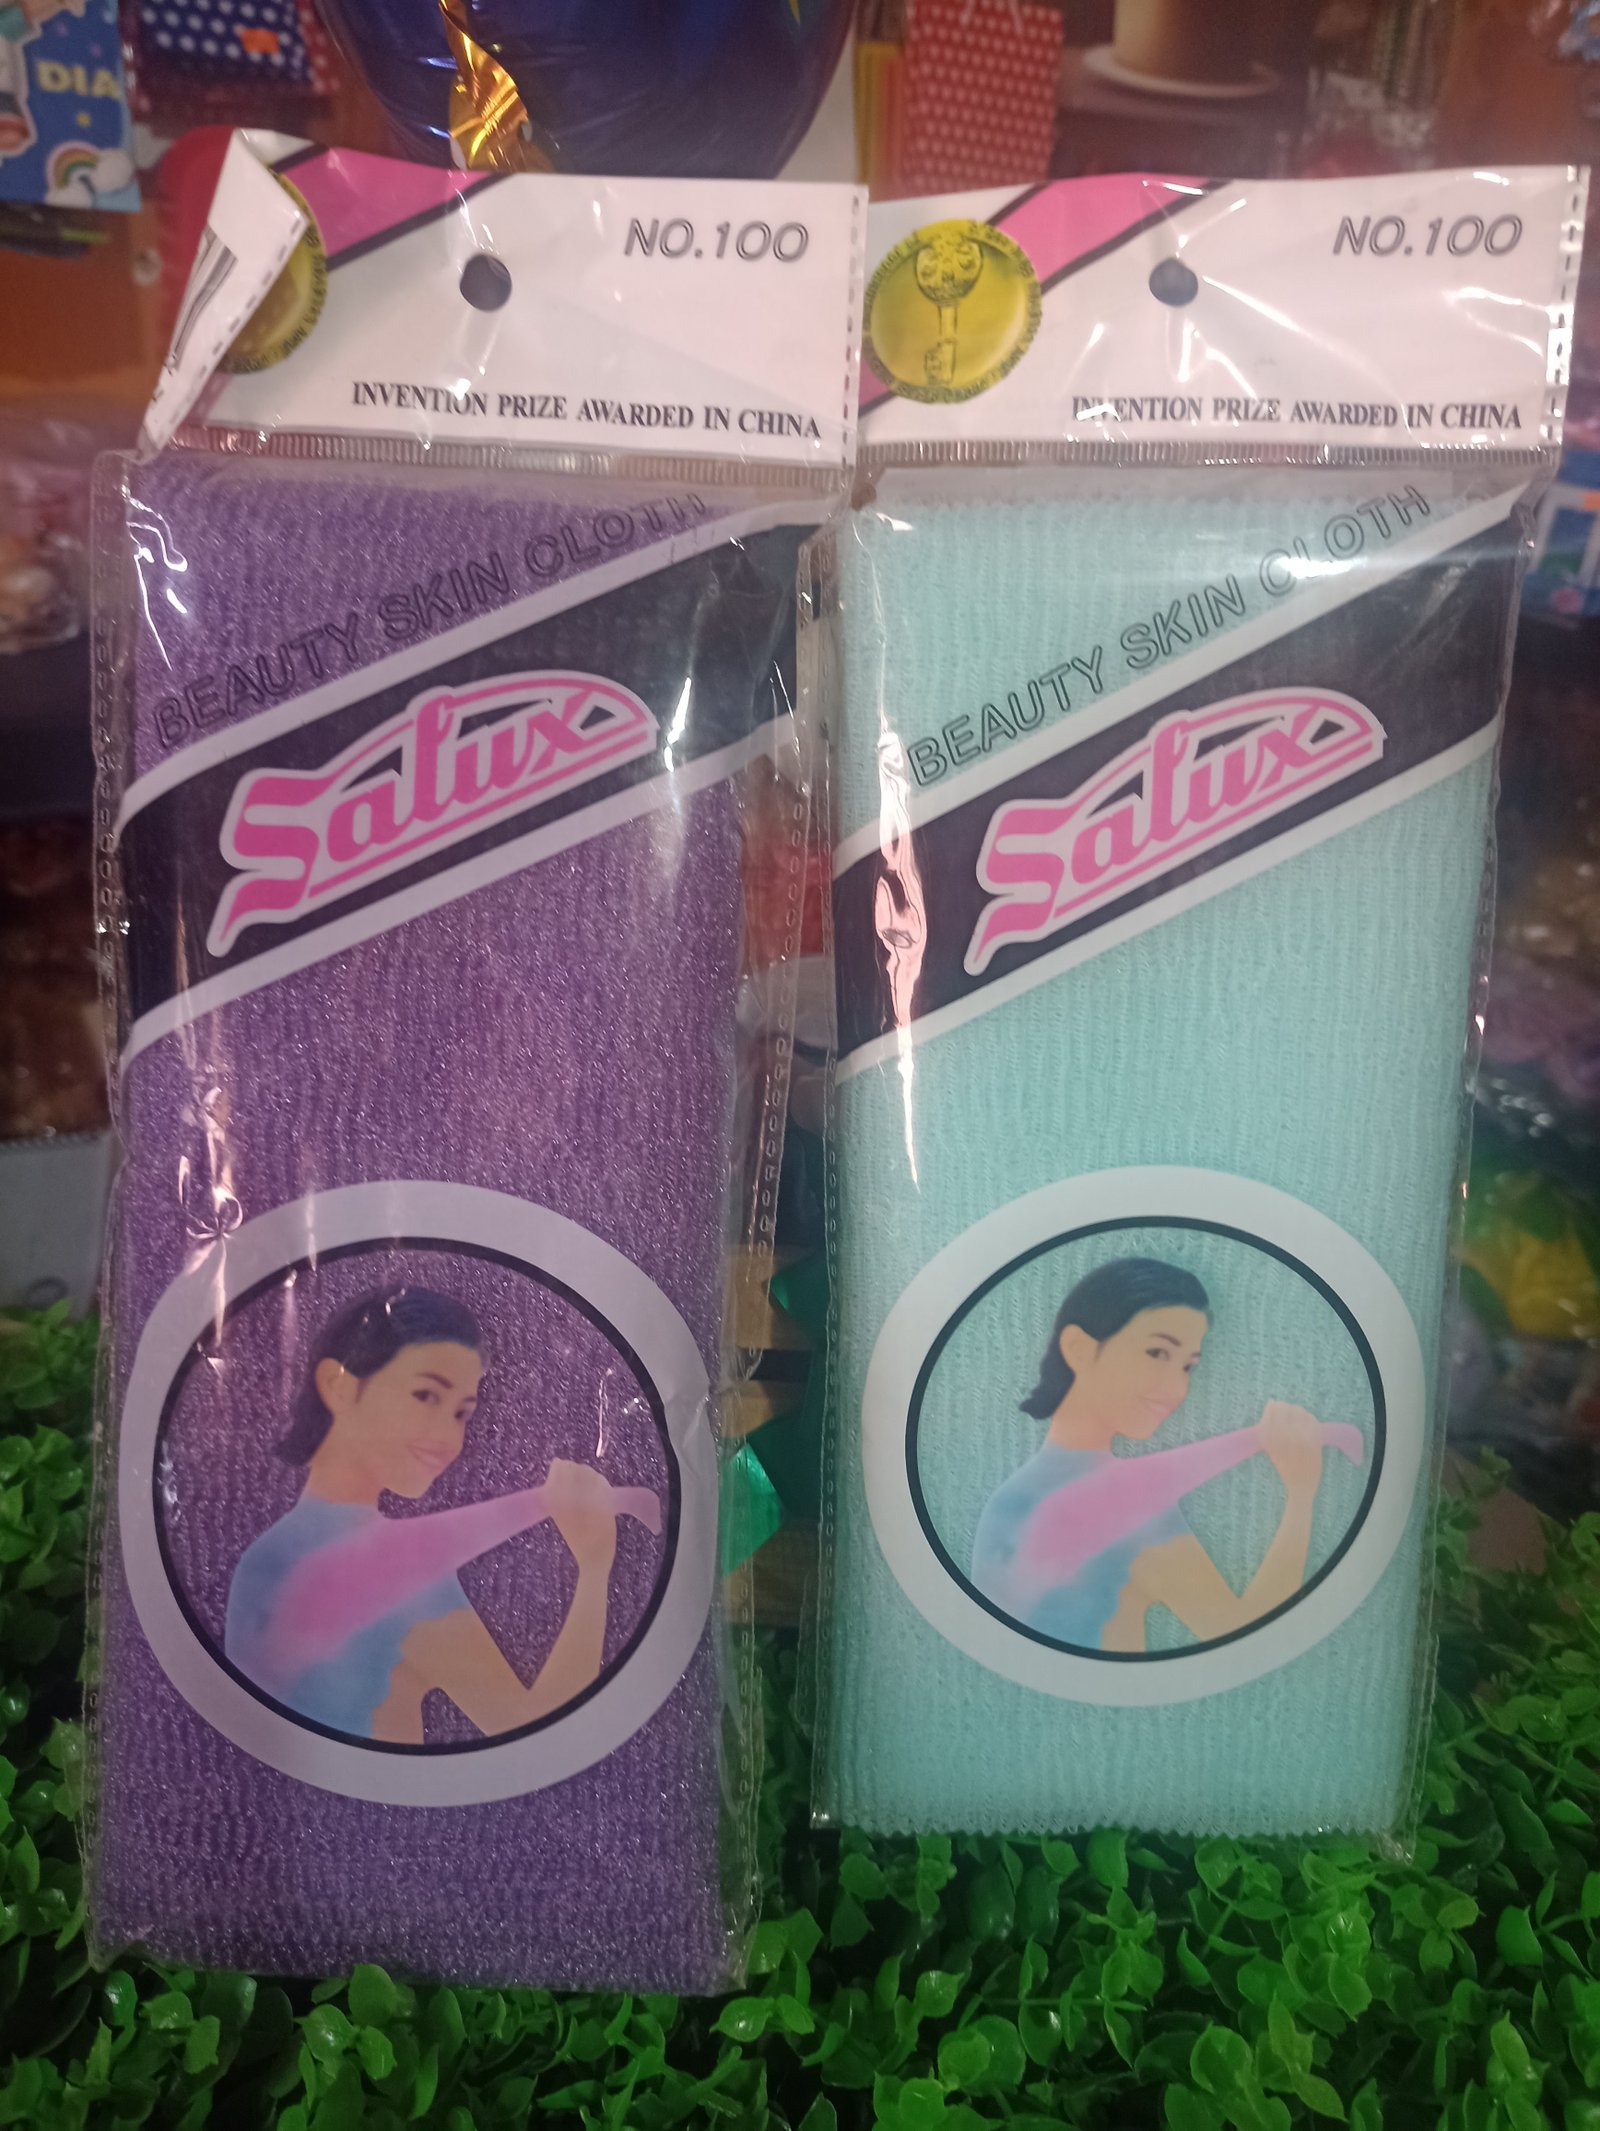 DIA
NO.100
INVENTION PRIZE AWARDED IN CHINA
BEAUTY SKIN CLOTH
Salux
NO.100
INVENTION PRIZE AWARDED IN CHINA
BEAUTY SKIN CLOTH
Salux